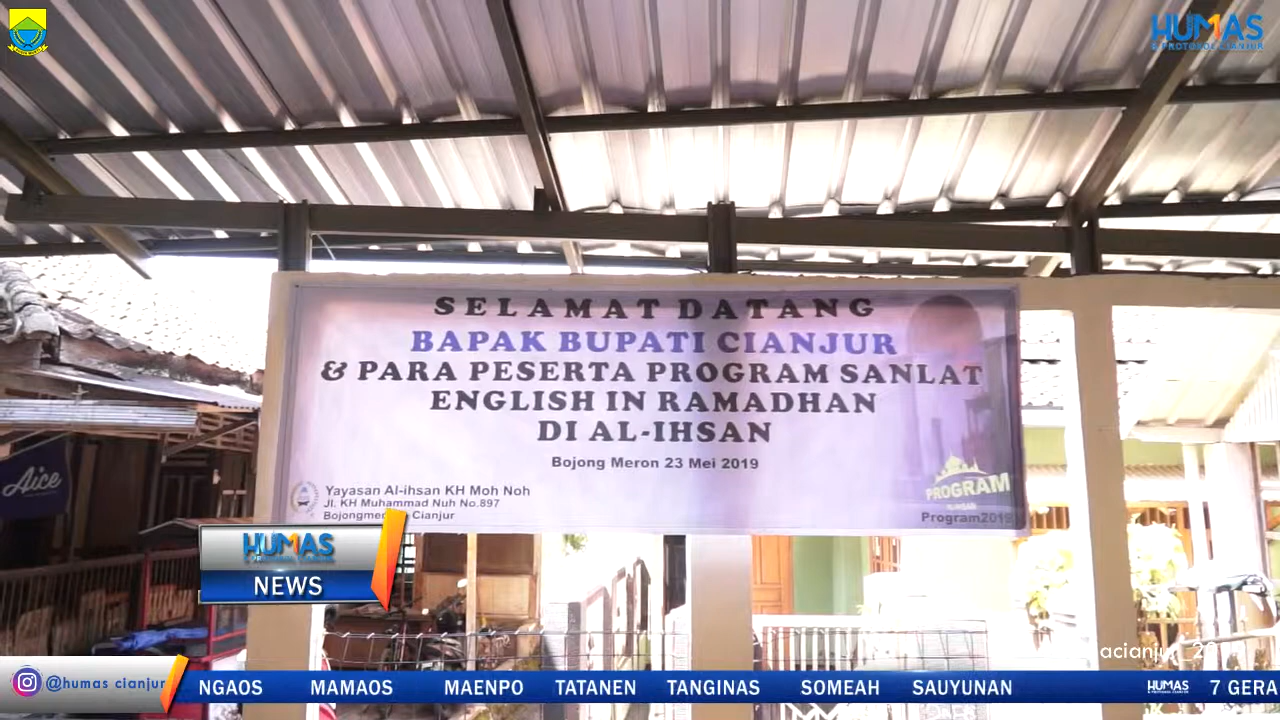 HUMAS
& PROTOKOL CIANJUR
SELAMAT DATANG
BAPAK BUPATI CIANJUR
& PARA PESERTA PROGRAM SANLAT
ENGLISH IN RAMADHAN
DI AL-IHSAN
Bojong Meron 23 Mei 2019
Yayasan Al-ihsan KH Moh Noh
Jl. KH Muhammad Nuh No.897
Cianjur
PROGRAM
Program2019
Aice
HUMAS
NEWS
@humas cianjur
NGAOS MAMAOS MAENPO TATANEN TANGINAS SOMEAH SAUYUNAN
HUMAS
7 GERA